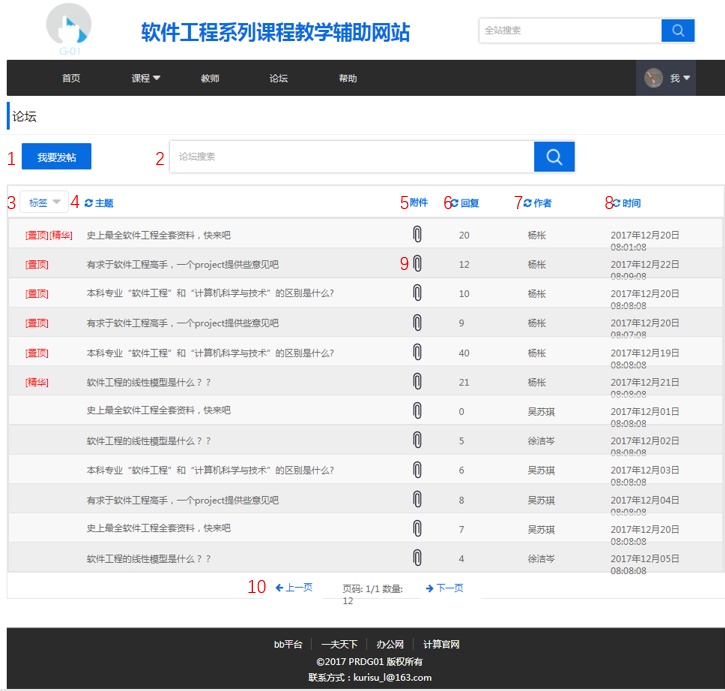 软件工程系列课程教学辅助网站
全站搜索
G-01
首页 课程 教师 论坛 帮助 我
论坛
1 我要发帖 2 论坛搜索
3 标签 4 主题 5 附件 6 回复 7 作者 8 时间
[置顶][精华] 史上最全软件工程全套资料，快来吧 20 杨枨 2017年12月20日
08:01:08
[置顶] 有求于软件工程高手，一个project提供些意见吧 9 12 杨枨 2017年12月22日
08:09:08
[置顶] 本科专业“软件工程”和“计算机科学与技术”的区别是什么? 10 杨枨 2017年12月20日
08:08:08
[置顶] 有求于软件工程高手，一个project提供些意见吧 9 杨枨 2017年12月20日
08:07:08
[置顶] 本科专业“软件工程”和“计算机科学与技术”的区别是什么? 40 杨枨 2017年12月19日
08:08:08
[精华] 软件工程的线性模型是什么？？ 21 杨枨 2017年12月21日
08:08:08
史上最全软件工程全套资料，快来吧 0 吴苏琪 2017年12月01日
08:08:08
软件工程的线性模型是什么？？ 5 徐洁岑 2017年12月02日
08:08:08
本科专业“软件工程”和“计算机科学与技术”的区别是什么? 6 吴苏琪 2017年12月03日
08:08:08
有求于软件工程高手，一个project提供些意见吧 8 吴苏琪 2017年12月04日
08:08:08
史上最全软件工程全套资料，快来吧 7 吴苏琪 2017年12月20日
08:08:08
软件工程的线性模型是什么？？ 4 徐洁岑 2017年12月05日
08:08:08
10 上一页 页码: 1/1 数量: 下一页
12
bb平台 一夫天下 办公网 计算官网
©2017 PRDG01 版权所有
联系方式：kurisu_l@163.com